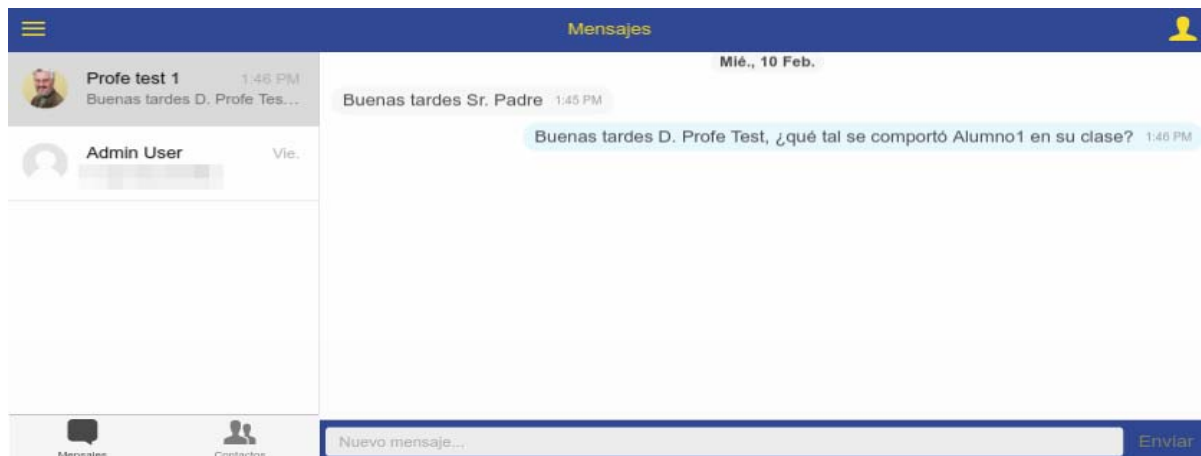 Mensajes
Profe test 1 1:46 PM
Buenas tardes D. Profe Tes...
Admin User Vie.
Mié., 10 Feb.
Buenas tardes Sr. Padre 1:45 PM
Buenas tardes D. Profe Test, ¿qué tal se comportó Alumno1 en su clase? 1:46 PM
Mensajes Contactos
Nuevo mensaje... Enviar